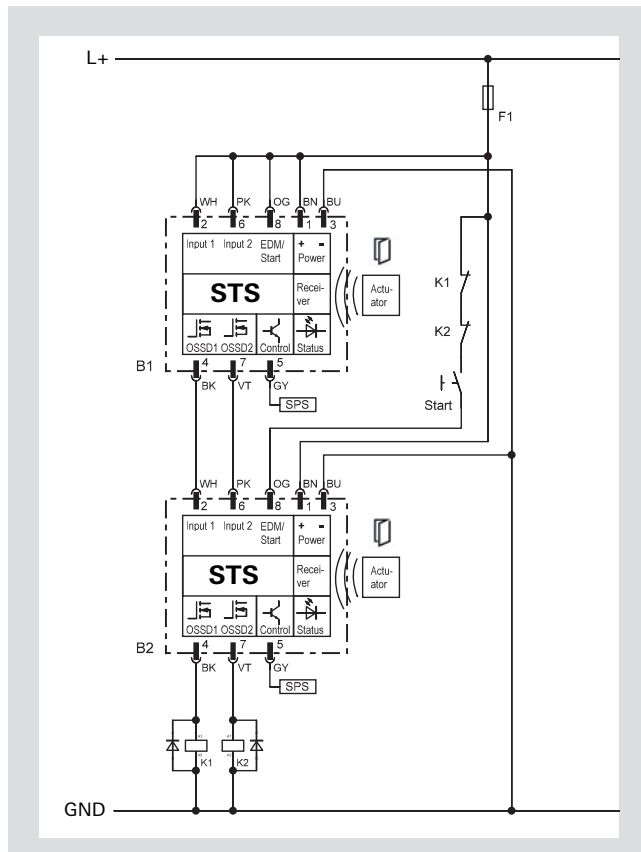 L+
F1
WH PK OG BN BU
2 6 8 1 3
Input 1 Input 2 EDM/ + -
Start Power
STS Recei- Actu-
ver ator
K1
OSSD1 OSSD2 Control Status
K2
B1 4 7 5
BK VT GY
Start
SPS
WH PK OG BN BU
2 6 8 1 3
Input 1 Input 2 EDM/ + -
Start Power
STS Recei- Actu-
ver ator
OSSD1 OSSD2 Control Status
B2 4 7 5
BK VT GY
SPS
K1 K2
GND